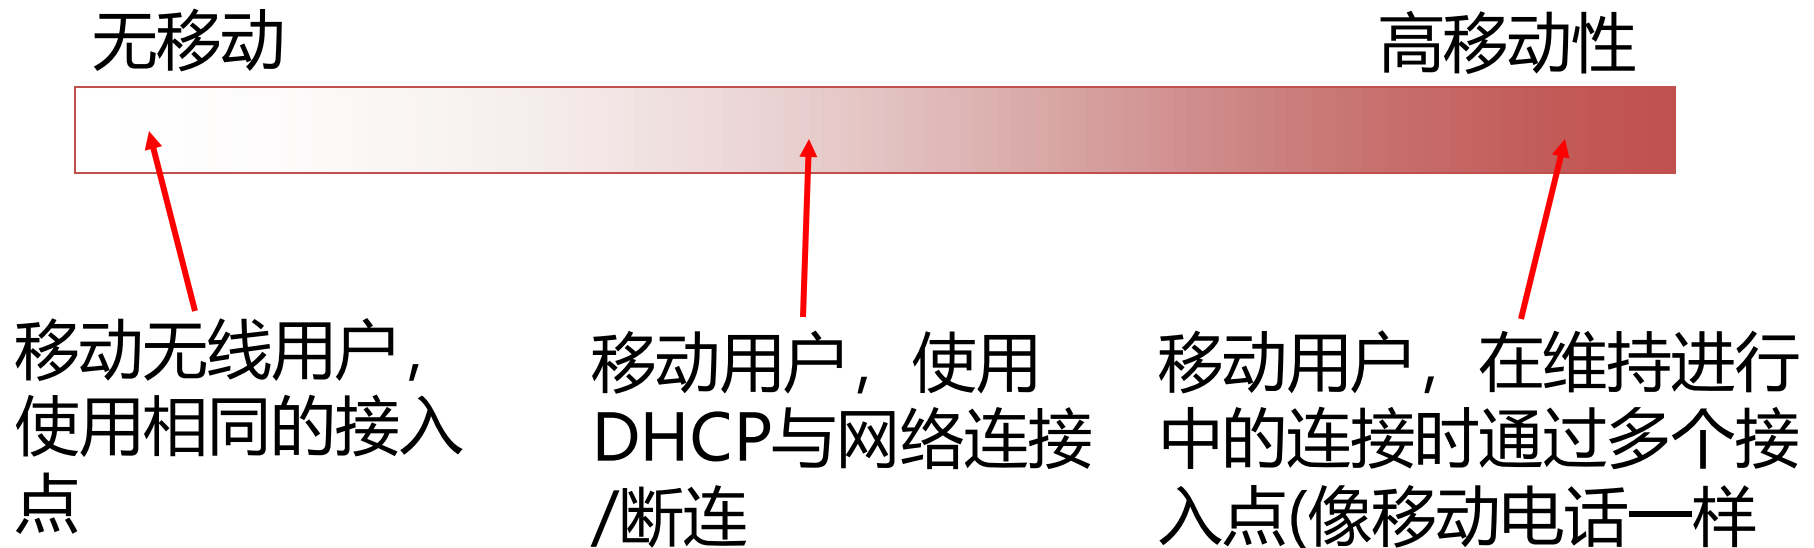 无移动
高移动性
移动无线用户，
使用相同的接入
点
移动用户，使用
DHCP与网络连接
/断连
移动用户，在维持进行
中的连接时通过多个接
入点(像移动电话一样